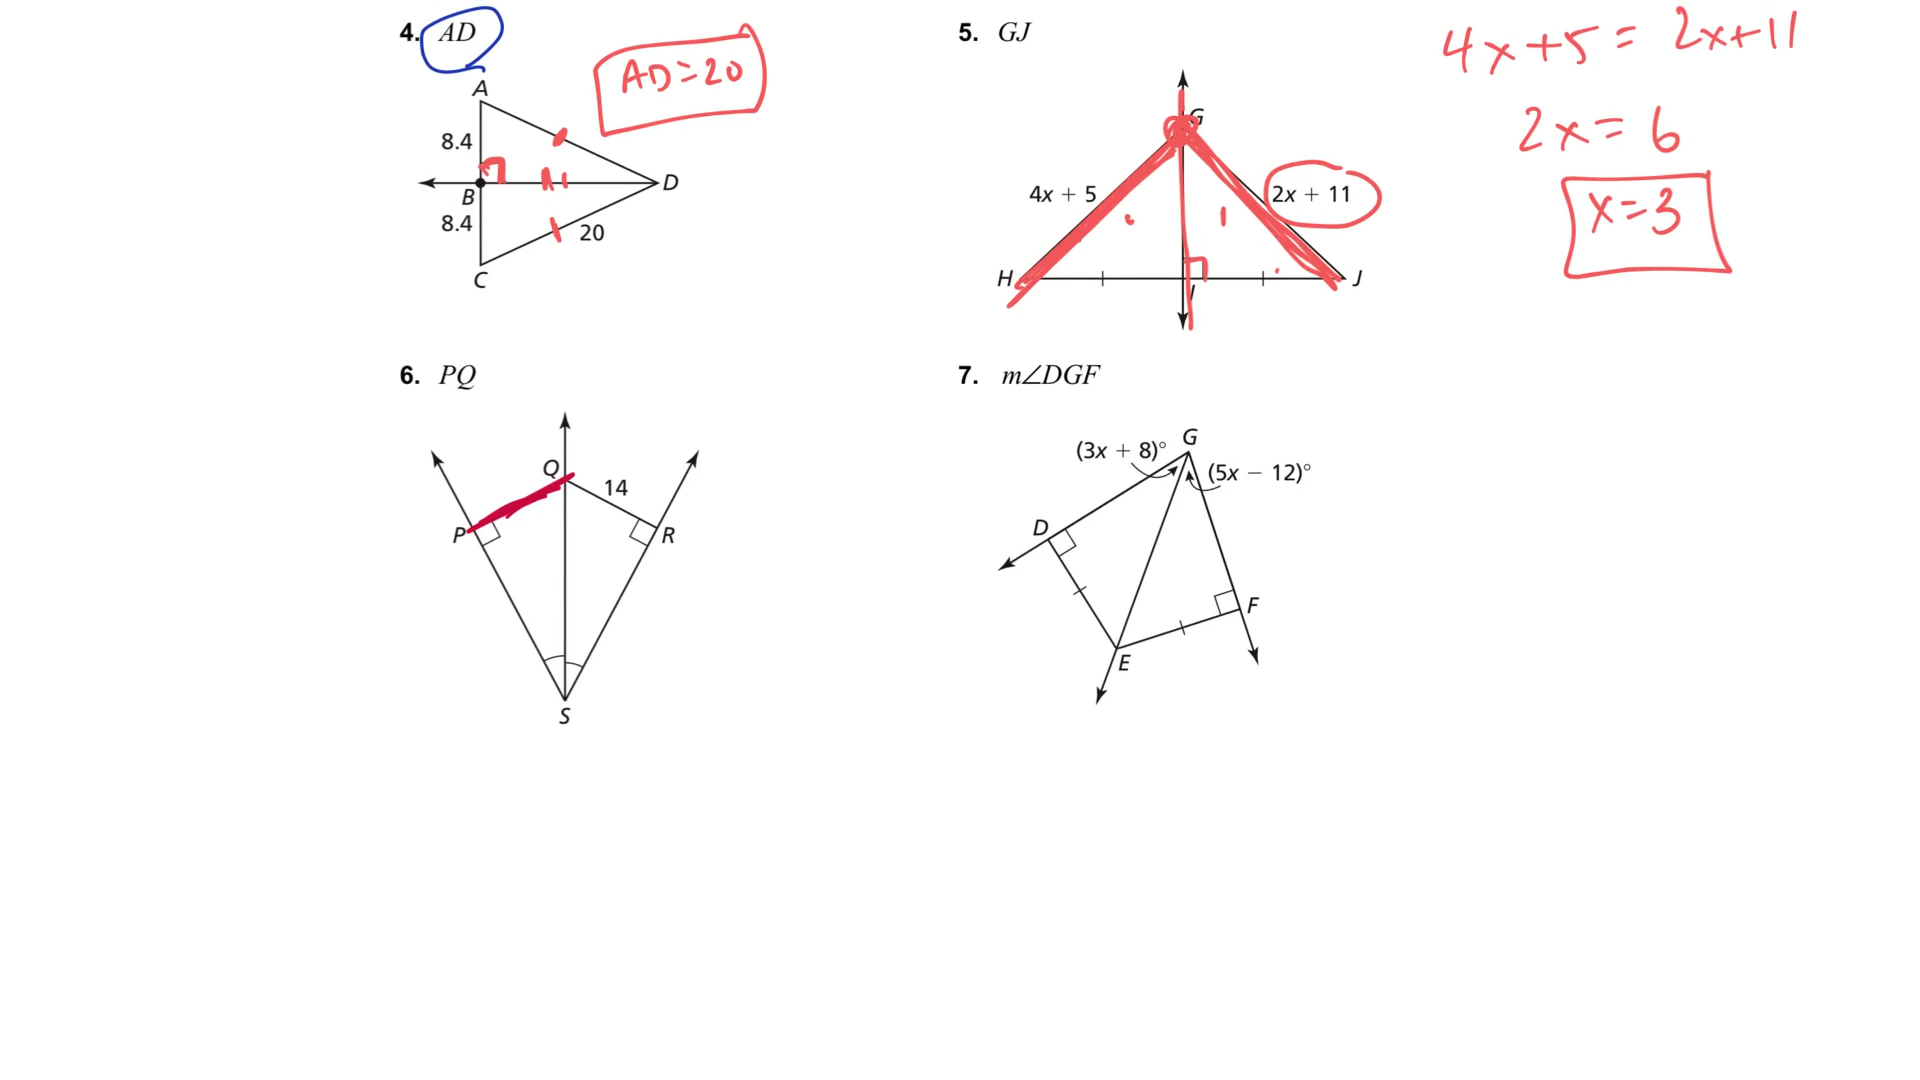 4. AD
AD=20
A
8.4
B
D
8.4
20
C
5. GJ
4x+5= 2x+11
2x=6
x=3
G
4x + 5
2x + 11
H
I
J
6. PQ
Q
14
P
R
S
7. m∠DGF
G
(3x + 8)°
(5x − 12)°
D
F
E